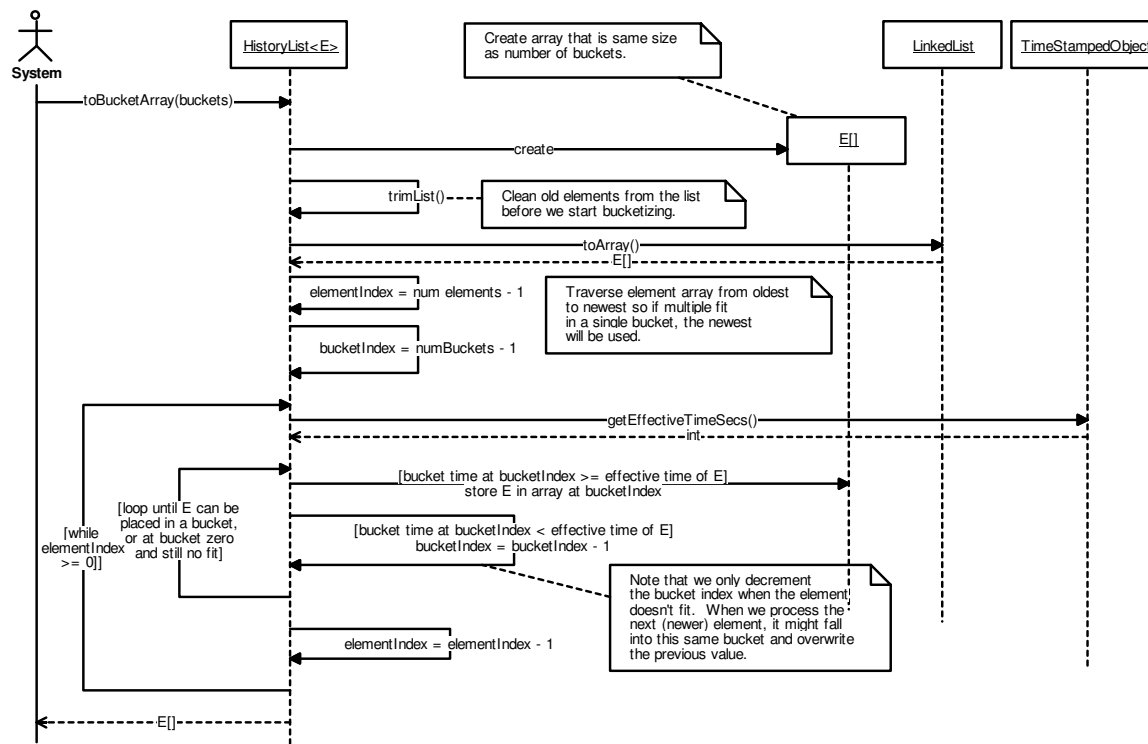 System
HistoryList<E>
Create array that is same size
as number of buckets.
LinkedList
TimeStampedObject
toBucketArray(buckets)
E[]
create
trimList()
Clean old elements from the list
before we start bucketizing.
toArray()
E[]
elementIndex = num elements - 1
Traverse element array from oldest
to newest so if multiple fit
in a single bucket, the newest
will be used.
bucketIndex = numBuckets - 1
getEffectiveTimeSecs()
int
[bucket time at bucketIndex >= effective time of E]
store E in array at bucketIndex
[loop until E can be
placed in a bucket,
or at bucket zero
and still no fit]
[while
elementIndex
>= 0]]
[bucket time at bucketIndex < effective time of E]
bucketIndex = bucketIndex - 1
Note that we only decrement
the bucket index when the element
doesn't fit. When we process the
next (newer) element, it might fall
into this same bucket and overwrite
the previous value.
elementIndex = elementIndex - 1
E[]